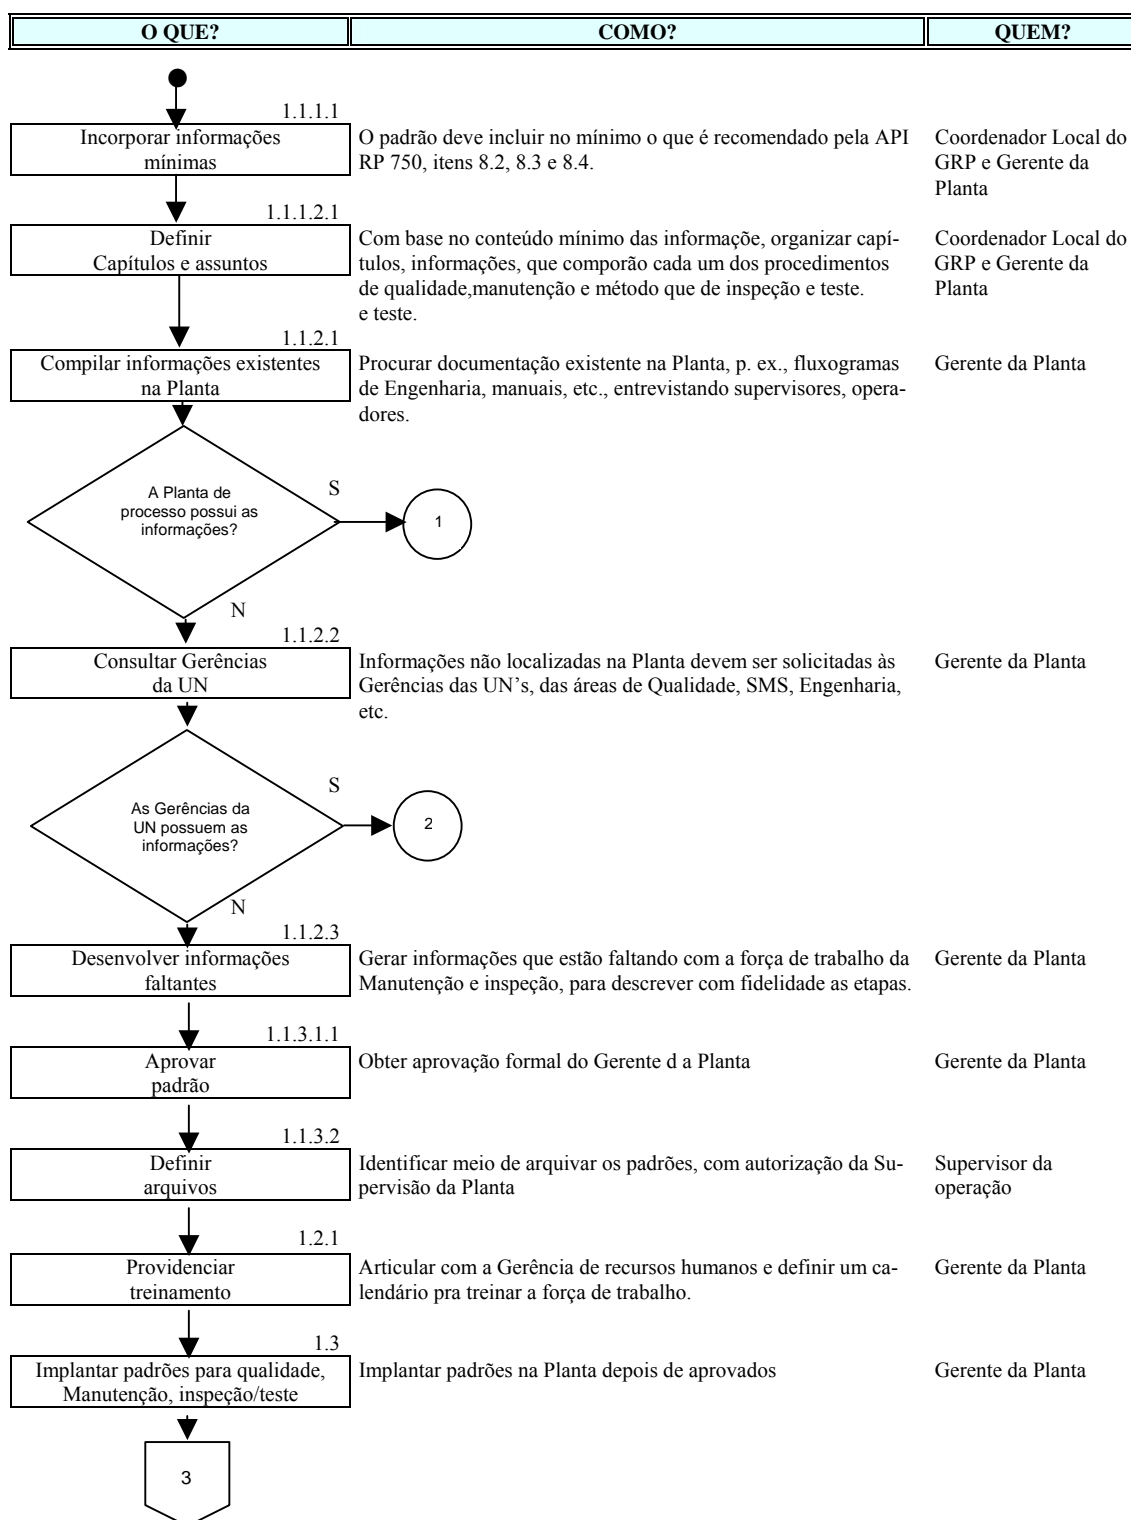 O QUE?
COMO?
QUEM?
1.1.1.1
Incorporar informações
mínimas
O padrão deve incluir no mínimo o que é recomendado pela API
RP 750, itens 8.2, 8.3 e 8.4.
Coordenador Local do
GRP e Gerente da
Planta
1.1.1.2.1
Definir
Capítulos e assuntos
Com base no conteúdo mínimo das informaçõe, organizar capí-
tulos, informações, que comporão cada um dos procedimentos
de qualidade,manutenção e método que de inspeção e teste.
e teste.
Coordenador Local do
GRP e Gerente da
Planta
1.1.2.1
Compilar informações existentes
na Planta
Procurar documentação existente na Planta, p. ex., fluxogramas
de Engenharia, manuais, etc., entrevistando supervisores, opera-
dores.
Gerente da Planta
A Planta de
processo possui as
informações?
S
1
N
1.1.2.2
Consultar Gerências
da UN
Informações não localizadas na Planta devem ser solicitadas às
Gerências das UN’s, das áreas de Qualidade, SMS, Engenharia,
etc.
Gerente da Planta
As Gerências da
UN possuem as
informações?
S
2
N
1.1.2.3
Desenvolver informações
faltantes
Gerar informações que estão faltando com a força de trabalho da
Manutenção e inspeção, para descrever com fidelidade as etapas.
Gerente da Planta
1.1.3.1.1
Aprovar
padrão
Obter aprovação formal do Gerente d a Planta
Gerente da Planta
1.1.3.2
Definir
arquivos
Identificar meio de arquivar os padrões, com autorização da Su-
pervisão da Planta
Supervisor da
operação
1.2.1
Providenciar
treinamento
Articular com a Gerência de recursos humanos e definir um ca-
lendário pra treinar a força de trabalho.
Gerente da Planta
1.3
Implantar padrões para qualidade,
Manutenção, inspeção/teste
Implantar padrões na Planta depois de aprovados
Gerente da Planta
3